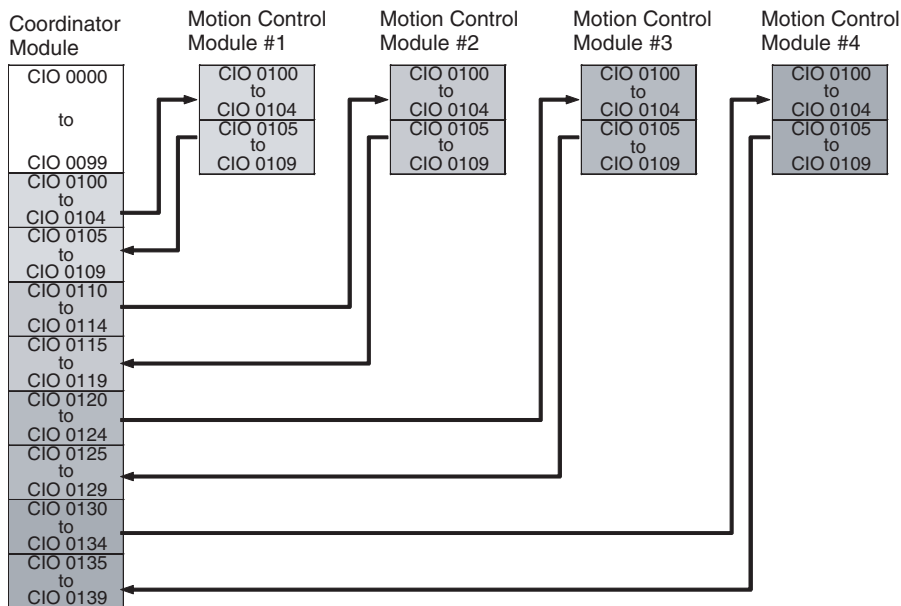 Coordinator
Module
Motion Control
Module #1
Motion Control
Module #2
Motion Control
Module #3
Motion Control
Module #4
CIO 0000
to
CIO 0099
CIO 0100
to
CIO 0104
CIO 0105
to
CIO 0109
CIO 0110
to
CIO 0114
CIO 0115
to
CIO 0119
CIO 0120
to
CIO 0124
CIO 0125
to
CIO 0129
CIO 0130
to
CIO 0134
CIO 0135
to
CIO 0139
CIO 0100
to
CIO 0104
CIO 0105
to
CIO 0109
CIO 0100
to
CIO 0104
CIO 0105
to
CIO 0109
CIO 0100
to
CIO 0104
CIO 0105
to
CIO 0109
CIO 0100
to
CIO 0104
CIO 0105
to
CIO 0109